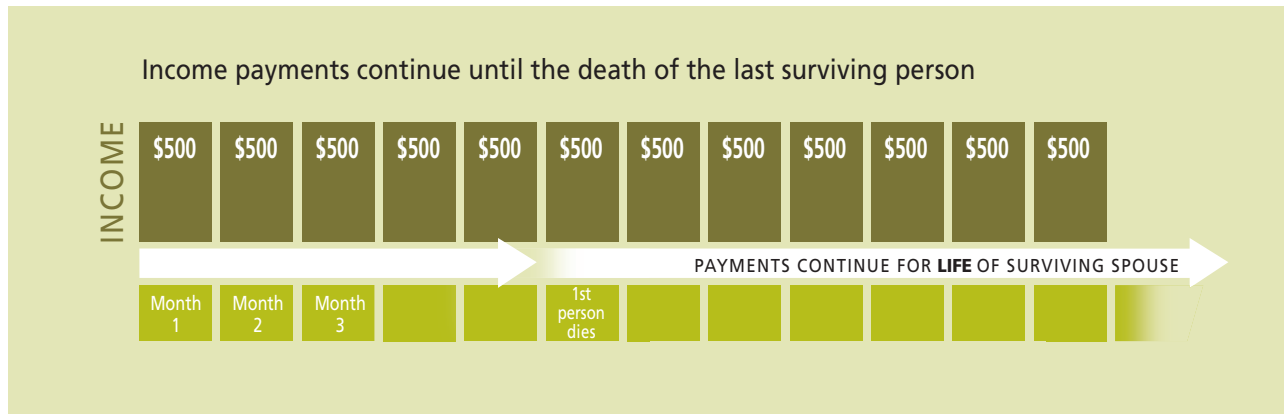 Income payments continue until the death of the last surviving person
INCOME
$500 $500 $500 $500 $500 $500 $500 $500 $500 $500 $500 $500
PAYMENTS CONTINUE FOR LIFE OF SURVIVING SPOUSE
Month
1
Month
2
Month
3
1st
person
dies